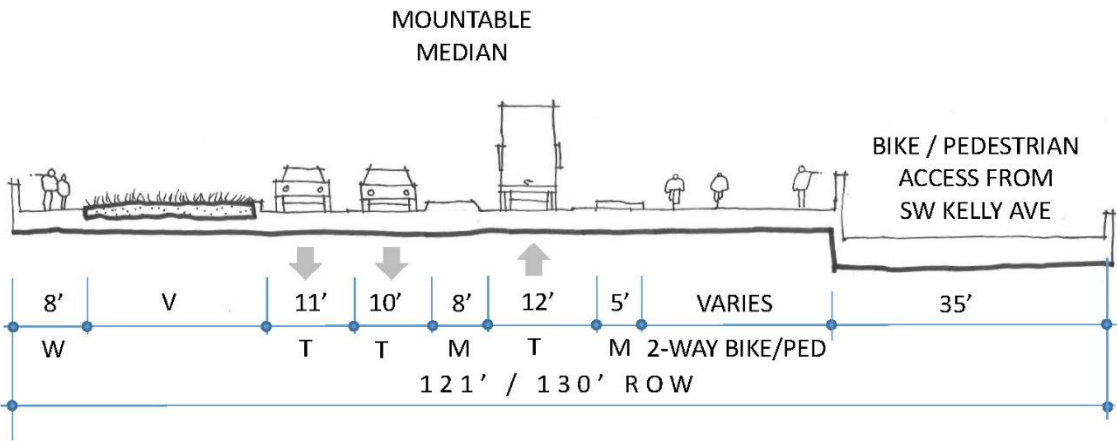 MOUNTABLE
MEDIAN
BIKE / PEDESTRIAN
ACCESS FROM
SW KELLY AVE
8’ V 11’ 10’ 8’ 12’ 5’ VARIES 35’
W T T M T M 2-WAY BIKE/PED
121’ / 130’ ROW